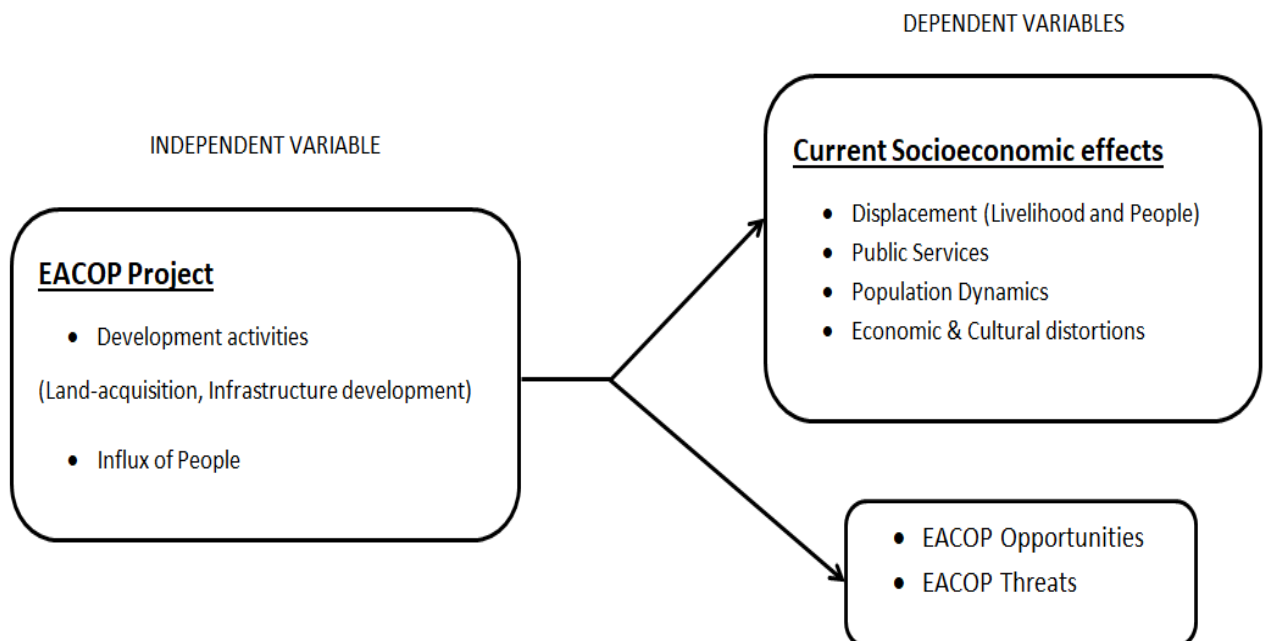 DEPENDENT VARIABLES
INDEPENDENT VARIABLE
EACOP Project
• Development activities
(Land-acquisition, Infrastructure development)
• Influx of People
Current Socioeconomic effects
• Displacement (Livelihood and People)
• Public Services
• Population Dynamics
• Economic & Cultural distortions
• EACOP Opportunities
• EACOP Threats